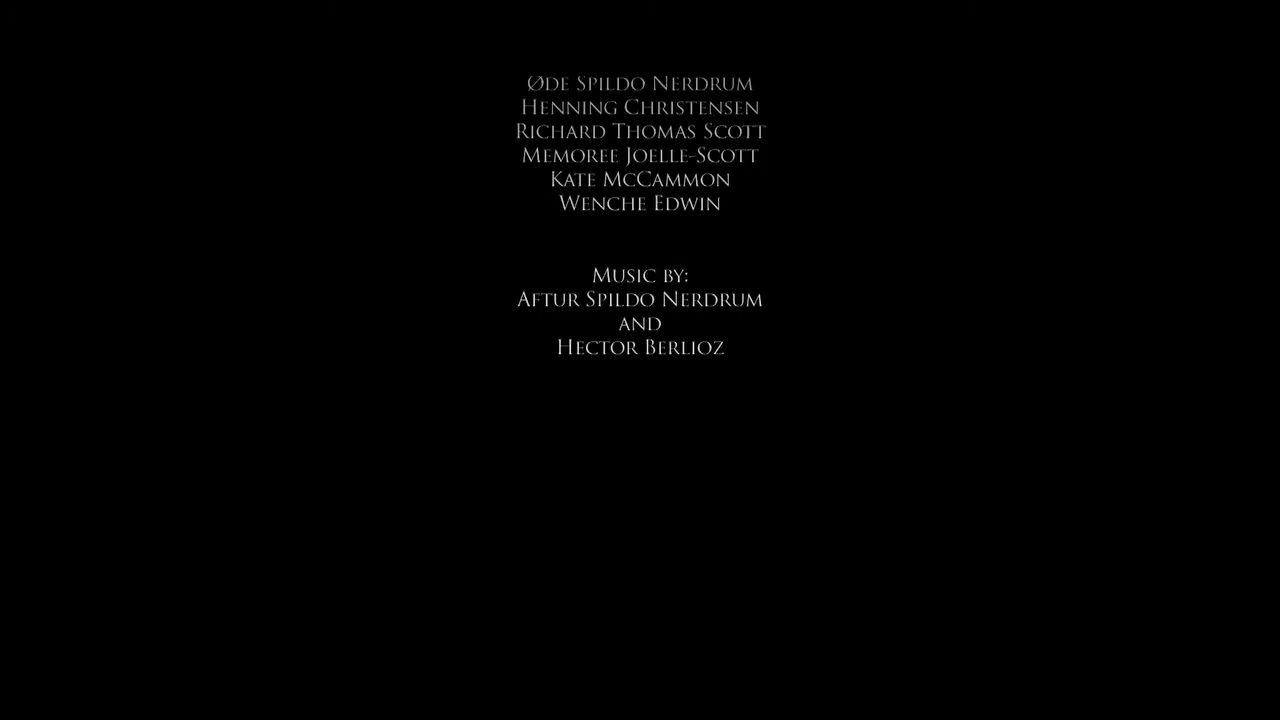 Øde Spildo Nerdrum
Henning Christensen
Richard Thomas Scott
Memoree Joelle-Scott
Kate McCammon
Wenche Edwin
Music by:
Aftur Spildo Nerdrum
and
Hector Berlioz